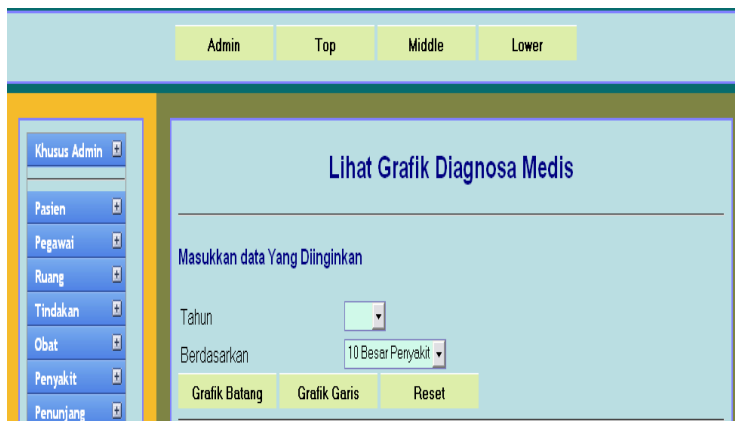 Admin Top Middle Lower
Khusus Admin
Pasien
Pegawai
Ruang
Tindakan
Obat
Penyakit
Penunjang
Lihat Grafik Diagnosa Medis
Masukkan data Yang Diinginkan
Tahun
Berdasarkan 10 Besar Penyakit
Grafik Batang Grafik Garis Reset